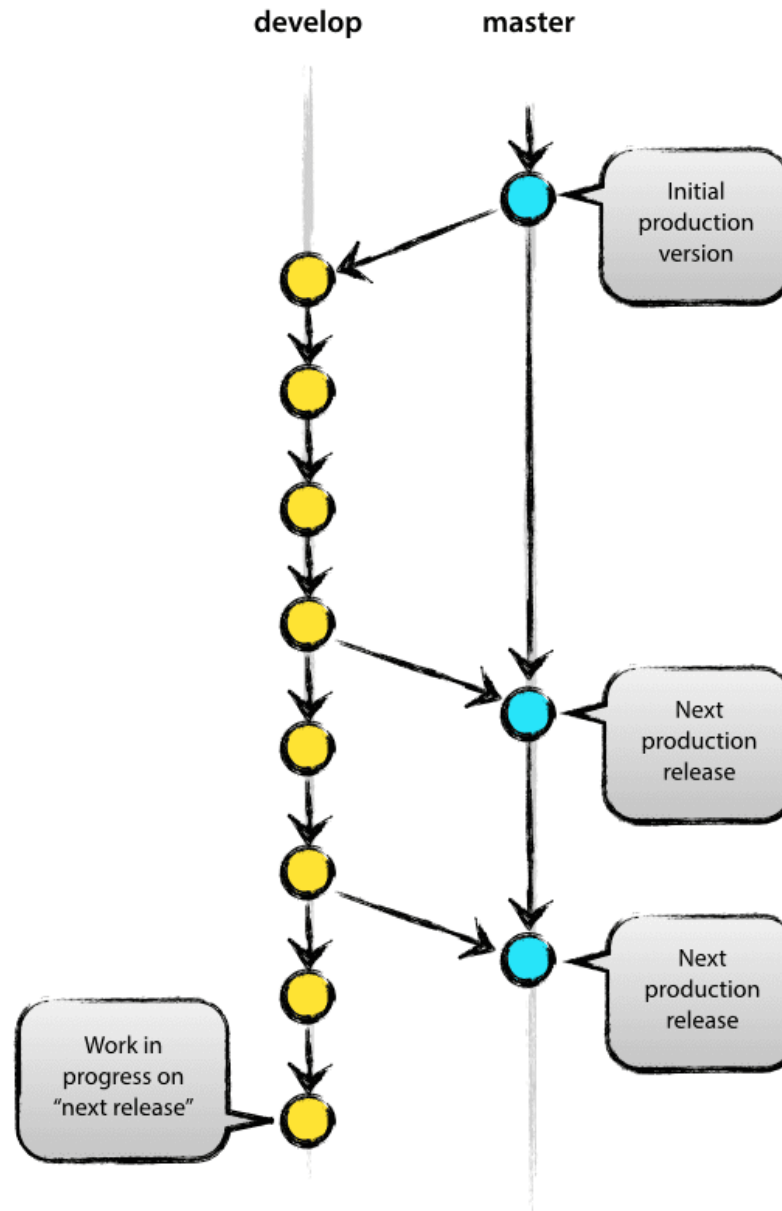 develop
master
Initial
production
version
Next
production
release
Next
production
release
Work in
progress on
“next release”